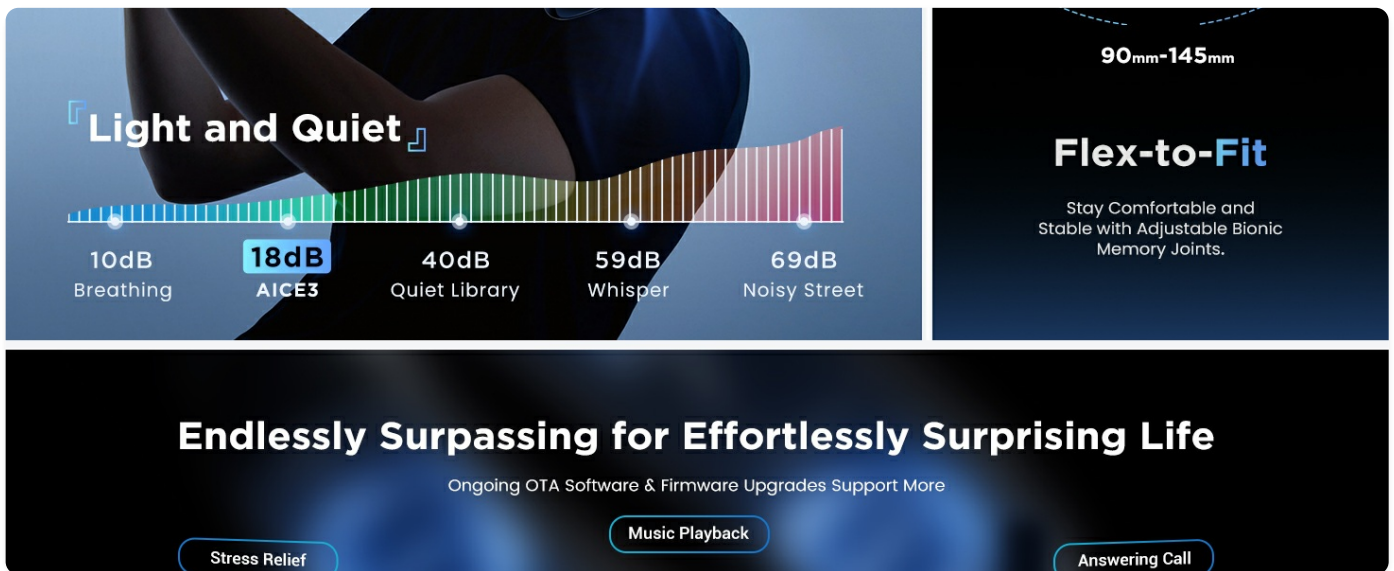 『Light and Quiet』
10dB
Breathing
18dB
AICE3
40dB
Quiet Library
59dB
Whisper
69dB
Noisy Street
90mm-145mm
Flex-to-Fit
Stay Comfortable and
Stable with Adjustable Bionic
Memory Joints.
Endlessly Surpassing for Effortlessly Surprising Life
Ongoing OTA Software & Firmware Upgrades Support More
Music Playback
Stress Relief
Answering Call